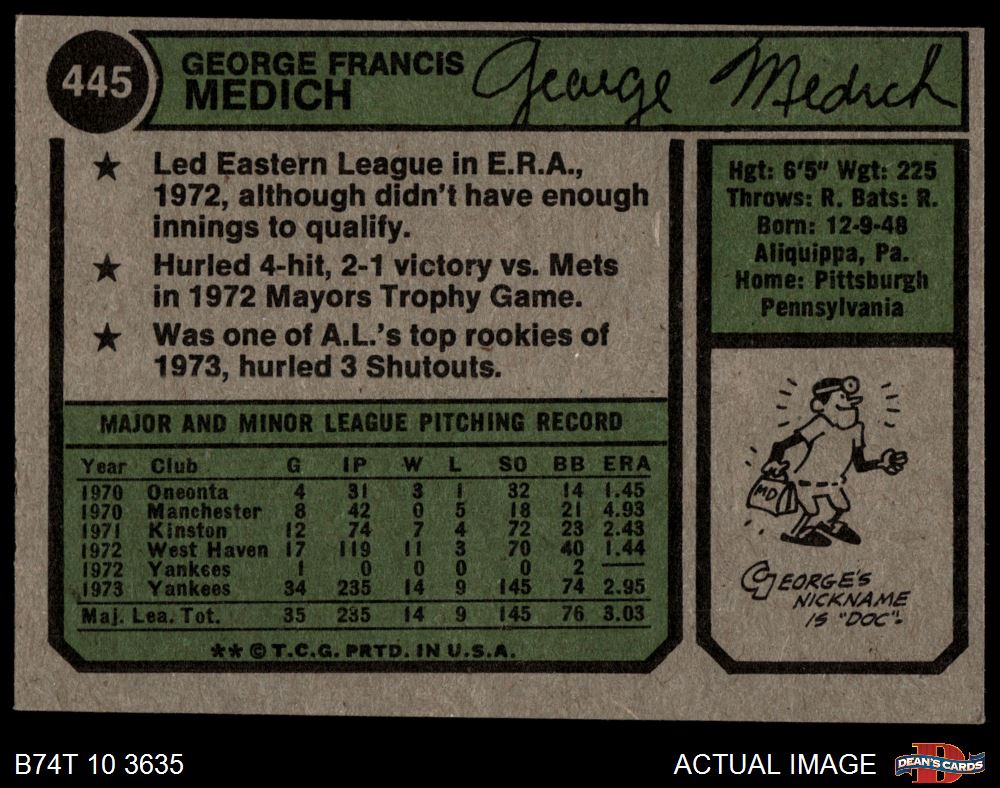 445
GEORGE FRANCIS
MEDICH
George Medich
★ Led Eastern League in E.R.A.,
1972, although didn't have enough
innings to qualify.
★ Hurled 4-hit, 2-1 victory vs. Mets
in 1972 Mayors Trophy Game.
★ Was one of A.L.'s top rookies of
1973, hurled 3 Shutouts.
Hgt: 6'5" Wgt: 225
Throws: R. Bats: R.
Born: 12-9-48
Aliquippa, Pa.
Home: Pittsburgh
Pennsylvania
MAJOR AND MINOR LEAGUE PITCHING RECORD
Year Club G IP W L SO BB ERA
1970 Oneonta 4 31 3 1 32 14 1.45
1970 Manchester 8 42 0 5 18 21 4.93
1971 Kinston 12 74 7 4 72 23 2.43
1972 West Haven 17 119 11 3 70 40 1.44
1972 Yankees 1 0 0 0 0 2 —
1973 Yankees 34 235 14 9 145 74 2.95
Maj. Lea. Tot. 35 235 14 9 145 76 3.03
** © T.C.G. PRTD. IN U.S.A.
MD
GEORGE'S
NICKNAME
IS "DOC".
B74T 10 3635
ACTUAL IMAGE
D
DEAN'S CARDS